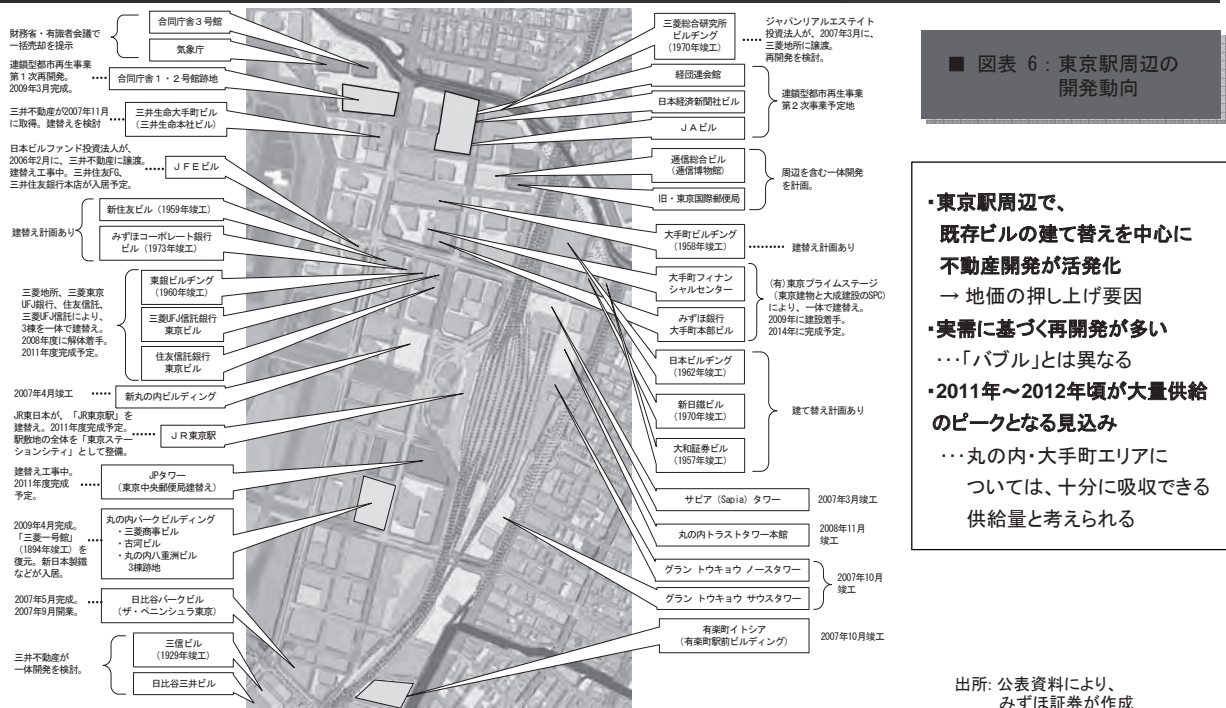 財務省・有識者会議で
一括売却を提示
合同庁舎３号館
気象庁
連鎖型都市再生事業
第１次再開発。
2009年3月完成。
合同庁舎１・２号館跡地
三井不動産が2007年11月
に取得。建替えを検討
三井生命大手町ビル
（三井生命本社ビル）
日本ビルファンド投資法人が、
2006年2月に、三井不動産に譲渡。
建替え工事中。三井住友FG、
三井住友銀行本店が入居予定。
ＪＦＥビル
建替え計画あり
新住友ビル（1959年竣工）
みずほコーポレート銀行
ビル（1973年竣工）
三菱地所、三菱東京
UFJ銀行、住友信託、
三菱UFJ信託により、
3棟を一体で建替え。
2008年度に解体着手。
2011年度完成予定。
東銀ビルヂング
（1960年竣工）
三菱UFJ信託銀行
東京ビル
住友信託銀行
東京ビル
2007年4月竣工
新丸の内ビルディング
JR東日本が、「JR東京駅」を
建替え。2011年度完成予定。
駅敷地の全体を「東京ステー
ションシティ」として整備。
ＪＲ東京駅
建替え工事中。
2011年度完成
予定。
JPタワー
（東京中央郵便局建替え）
2009年4月完成。
「三菱一号館」
（1894年竣工）を
復元。新日本製鐵
などが入居。
丸の内パークビルディング
・三菱商事ビル
・古河ビル
・丸の内八重洲ビル
3棟跡地
2007年5月完成。
2007年9月開業。
日比谷パークビル
（ザ・ペニンシュラ東京）
三井不動産が
一体開発を検討。
三信ビル
（1929年竣工）
日比谷三井ビル
三菱総合研究所
ビルヂング
（1970年竣工）
ジャパンリアルエステイト
投資法人が、2007年3月に、
三菱地所に譲渡。
再開発を検討。
経団連会館
日本経済新聞社ビル
ＪＡビル
連鎖型都市再生事業
第２次事業予定地
逓信総合ビル
（逓信博物館）
旧・東京国際郵便局
周辺を含む一体開発
を計画。
大手町ビルヂング
（1958年竣工）
建替え計画あり
大手町フィナン
シャルセンター
みずほ銀行
大手町本部ビル
（有）東京プライムステージ
（東京建物と大成建設のSPC）
により、一体で建替え。
2009年に建設着手。
2014年に完成予定。
日本ビルヂング
（1962年竣工）
新日鐵ビル
（1970年竣工）
大和証券ビル
（1957年竣工）
建て替え計画あり
サピア（Sapia）タワー
2007年3月竣工
丸の内トラストタワー本館
2008年11月
竣工
グラン トウキョウ ノースタワー
グラン トウキョウ サウスタワー
2007年10月
竣工
有楽町イトシア
（有楽町駅前ビルディング）
2007年10月竣工
■ 図表 6：東京駅周辺の
開発動向
・東京駅周辺で、
既存ビルの建て替えを中心に
不動産開発が活発化
→ 地価の押し上げ要因
・実需に基づく再開発が多い
…「バブル」とは異なる
・2011年～2012年頃が大量供給
のピークとなる見込み
…丸の内・大手町エリアに
ついては、十分に吸収できる
供給量と考えられる
出所: 公表資料により、
みずほ証券が作成